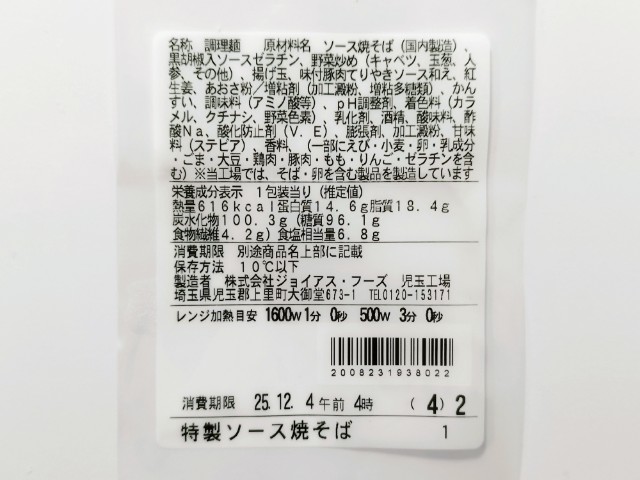 名称　調理麺　原材料名　ソース焼そば（国内製造）、
黒胡椒入ソースゼラチン、野菜炒め（キャベツ、玉葱、人
参、その他）、揚げ玉、味付豚肉てりやきソース和え、紅
生姜、あおさ粉／増粘剤（加工澱粉、増粘多糖類）、かん
すい、調味料（アミノ酸等）、ｐＨ調整剤、着色料（カラ
メル、クチナシ、野菜色素）、乳化剤、酒精、酸味料、酢
酸Ｎａ、酸化防止剤（Ｖ．Ｅ）、膨張剤、加工澱粉、甘味
料（ステビア）、香料、（一部にえび・小麦・卵・乳成分
・ごま・大豆・鶏肉・豚肉・もも・りんご・ゼラチンを含
む）※当工場では、そば・卵を含む製品を製造しています
栄養成分表示　１包装当り（推定値）
熱量６１６ｋｃａｌ蛋白質１４．６ｇ脂質１８．４ｇ
炭水化物１００．３ｇ（糖質９６．１ｇ
食物繊維４．２ｇ）食塩相当量６．８ｇ
消費期限　別途商品名上部に記載
保存方法　１０℃以下
製造者　株式会社ジョイアス・フーズ　児玉工場
埼玉県児玉郡上里町大御堂673-1　TEL0120-153171
レンジ加熱目安　1600W 1分　0秒　500W　3分　0秒
2008231938022
消費期限　25.12.　4 午前　4時　（　4）2
特製ソース焼そば　1